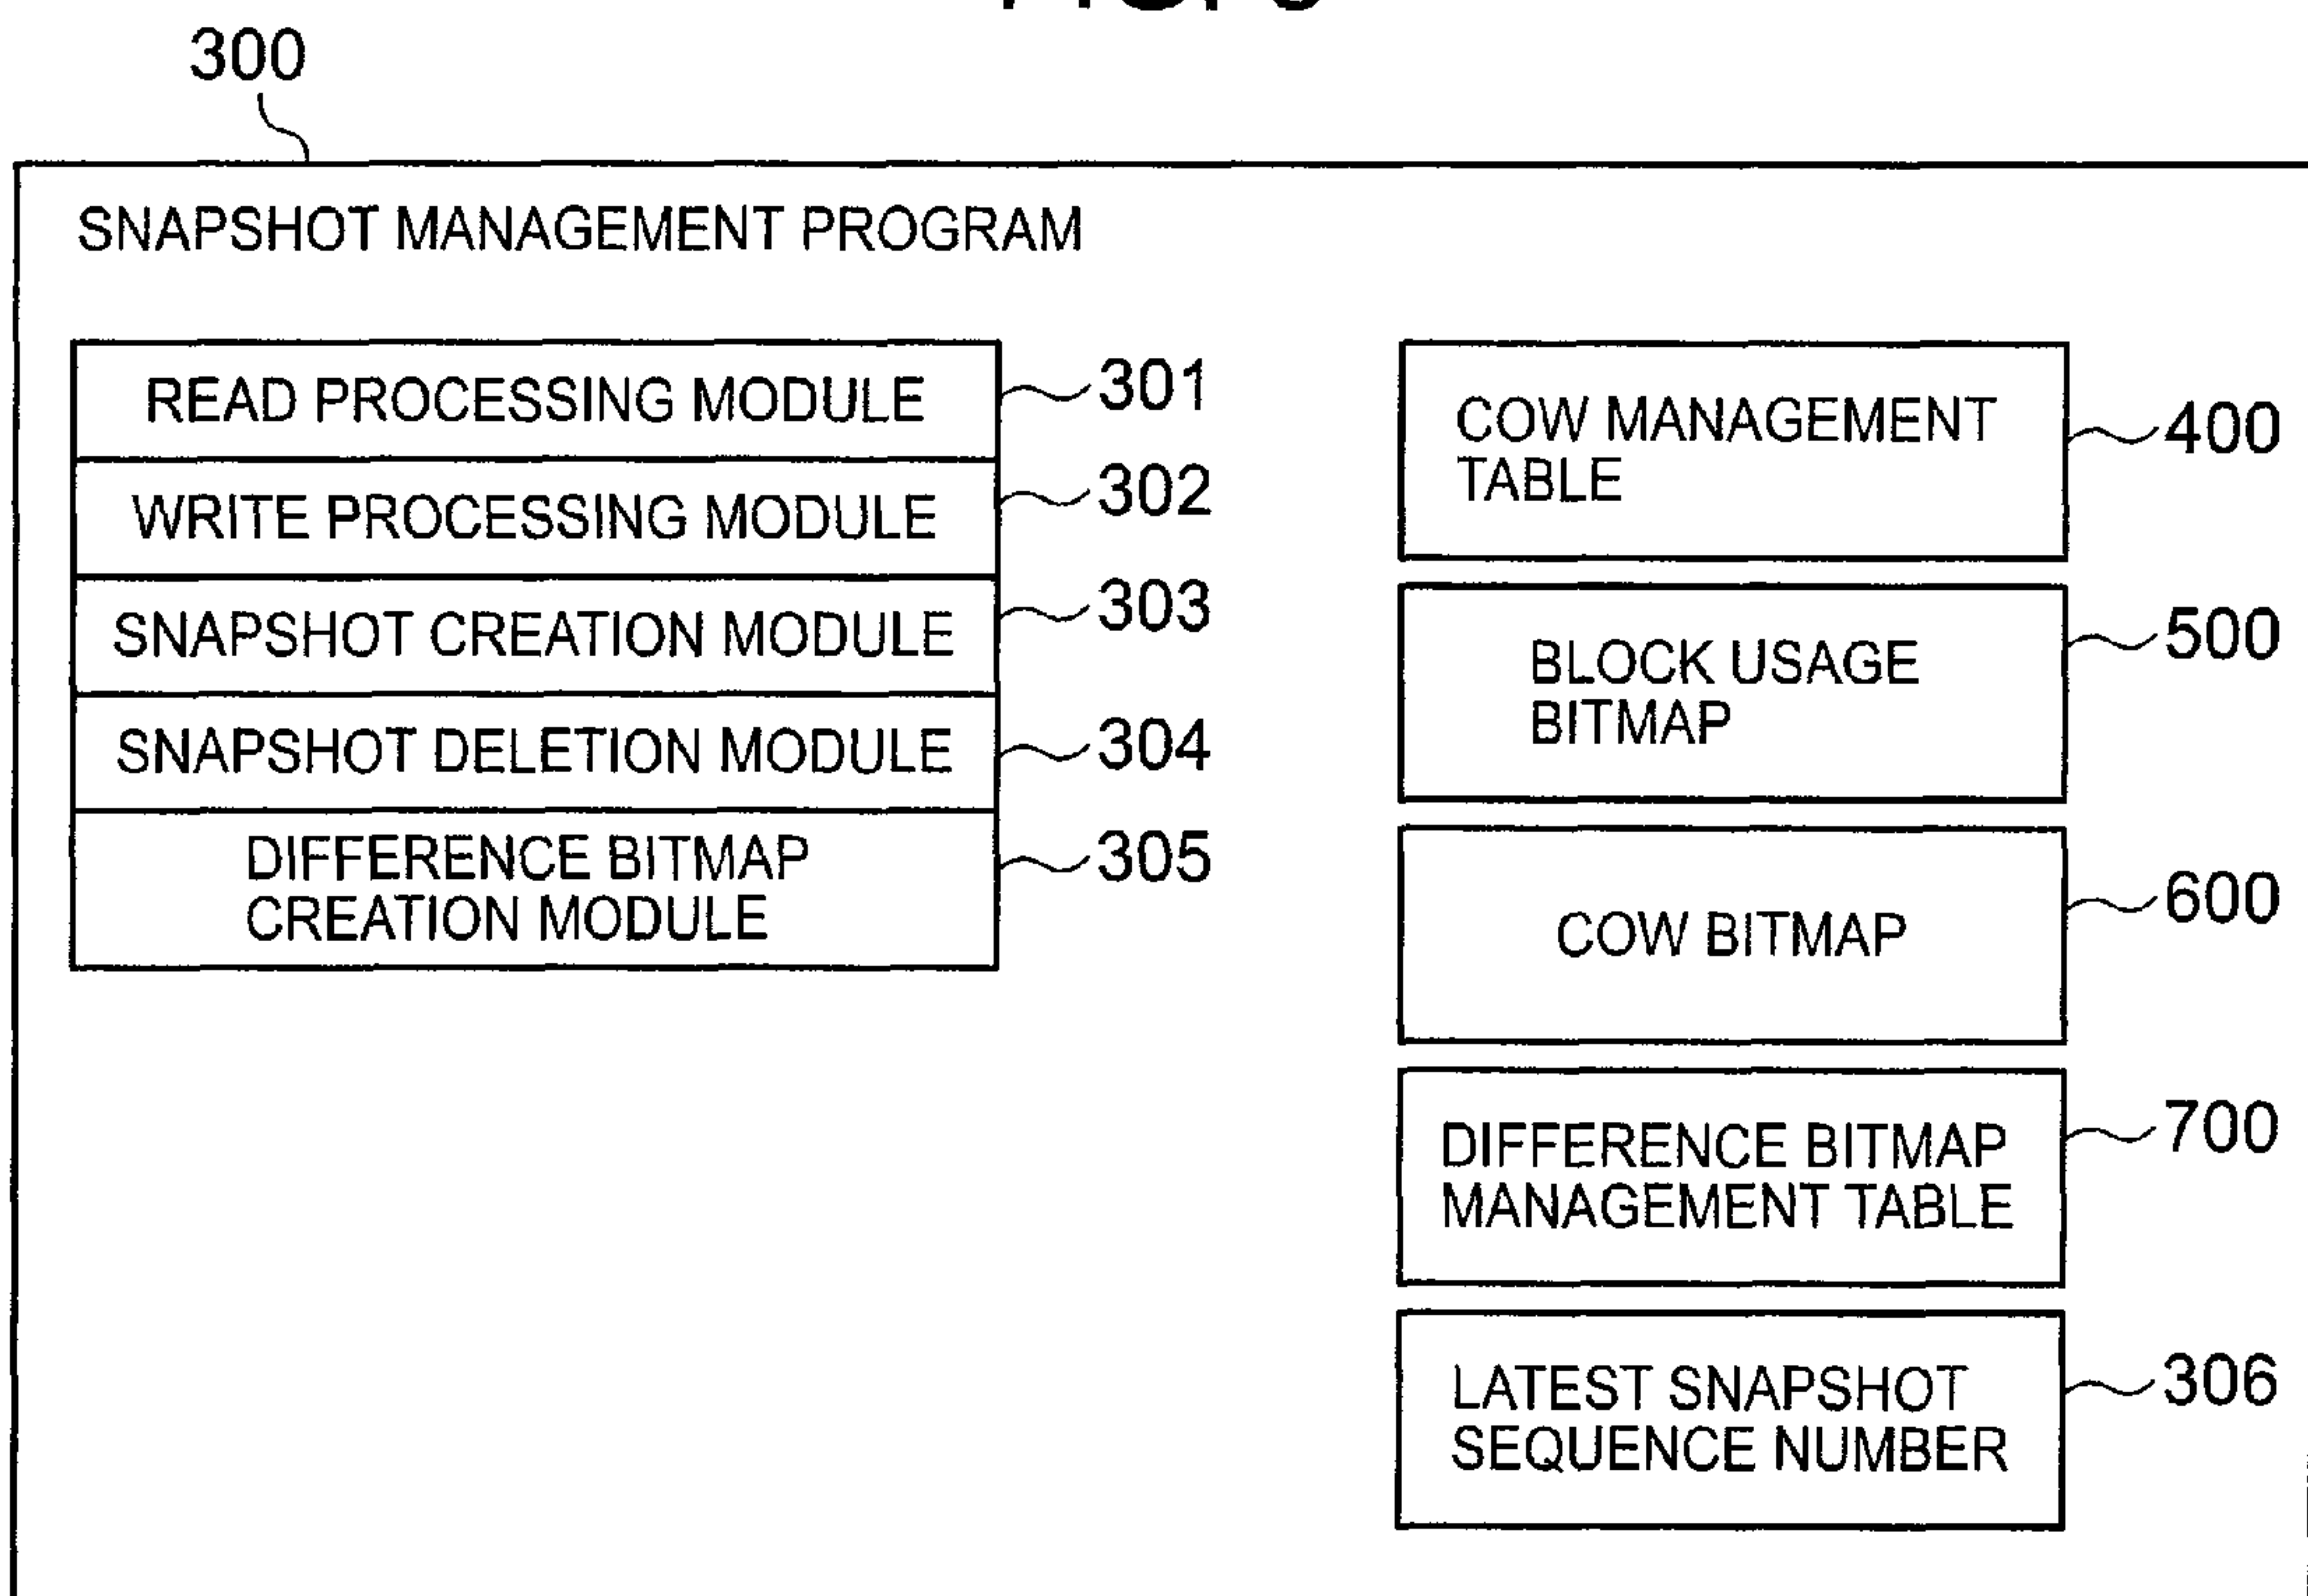 300
SNAPSHOT MANAGEMENT PROGRAM
READ PROCESSING MODULE
301
WRITE PROCESSING MODULE
302
SNAPSHOT CREATION MODULE
303
SNAPSHOT DELETION MODULE
304
DIFFERENCE BITMAP
CREATION MODULE
305
COW MANAGEMENT
TABLE
400
BLOCK USAGE
BITMAP
500
COW BITMAP
600
DIFFERENCE BITMAP
MANAGEMENT TABLE
700
LATEST SNAPSHOT
SEQUENCE NUMBER
306